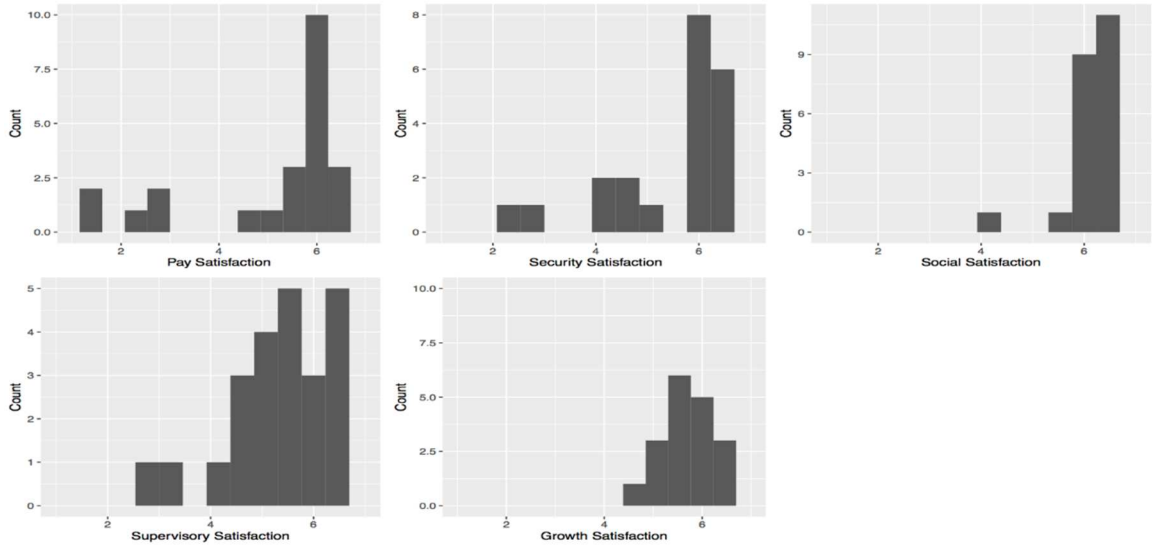 10.0
7.5
5.0
2.5
0.0
Count
2 4 6
Pay Satisfaction
8
6
4
2
0
Count
2 4 6
Security Satisfaction
9
6
3
0
Count
2 4 6
Social Satisfaction
5
4
3
2
1
0
Count
2 4 6
Supervisory Satisfaction
10.0
7.5
5.0
2.5
0.0
Count
2 4 6
Growth Satisfaction